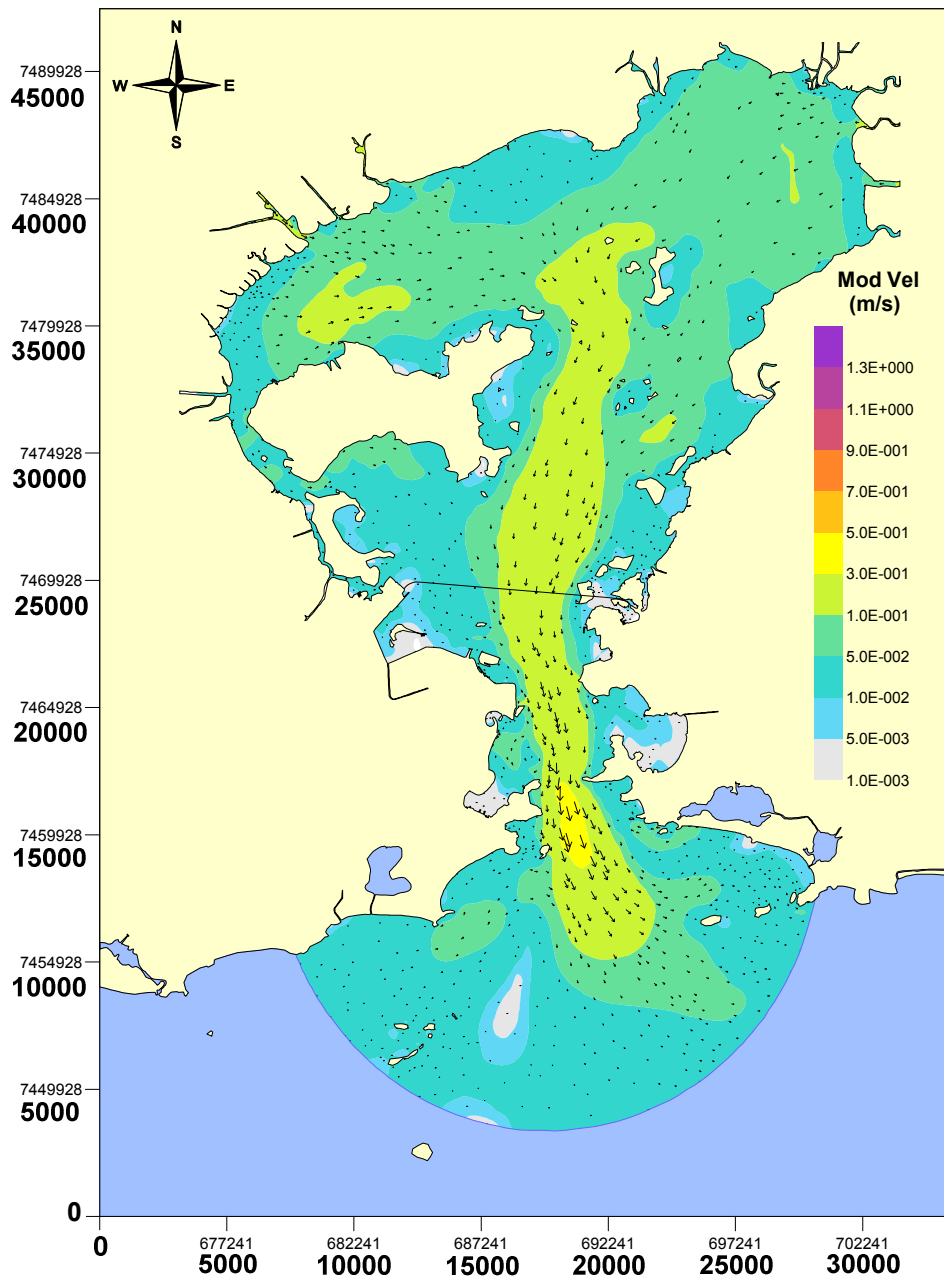 N
W E
S
7489928
45000
7484928
40000
7479928
35000
7474928
30000
7469928
25000
7464928
20000
7459928
15000
7454928
10000
7449928
5000
0
Mod Vel
(m/s)
1.3E+000
1.1E+000
9.0E-001
7.0E-001
5.0E-001
3.0E-001
1.0E-001
5.0E-002
1.0E-002
5.0E-003
1.0E-003
0
677241 682241 687241 692241 697241 702241
5000 10000 15000 20000 25000 30000